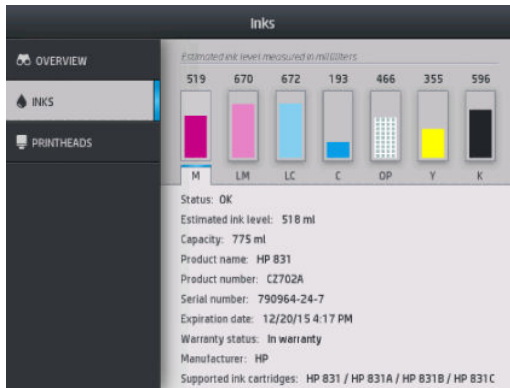 Inks
OVERVIEW
INKS
PRINTHEADS
Estimated ink level measured in milliliters
519 670 672 193 466 355 596
M LM LC C OP Y K
Status: OK
Estimated ink level: 518 ml
Capacity: 775 ml
Product name: HP 831
Product number: CZ702A
Serial number: 790964-24-7
Expiration date: 12/20/15 4:17 PM
Warranty status: In warranty
Manufacturer: HP
Supported ink cartridges: HP 831 / HP 831A / HP 831B / HP 831C